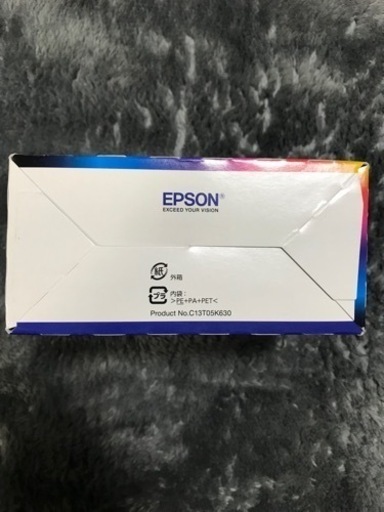 EPSON®
EXCEED YOUR VISION
紙 外箱
プラ 内袋:
>PE+PA+PET<
Product No.C13T05K630